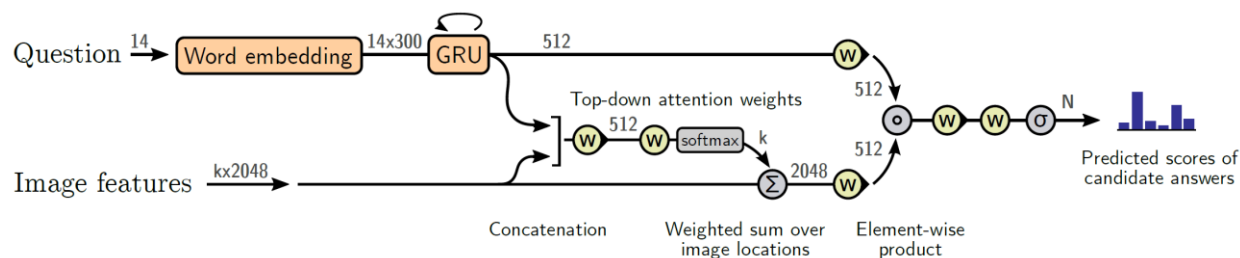 Question
14
Word embedding
14x300
GRU
512
w
512
Top-down attention weights
w
512
w
softmax
k
N
w
w
σ
Image features
kx2048
Σ
2048
w
512
Predicted scores of
candidate answers
Concatenation
Weighted sum over
image locations
Element-wise
product